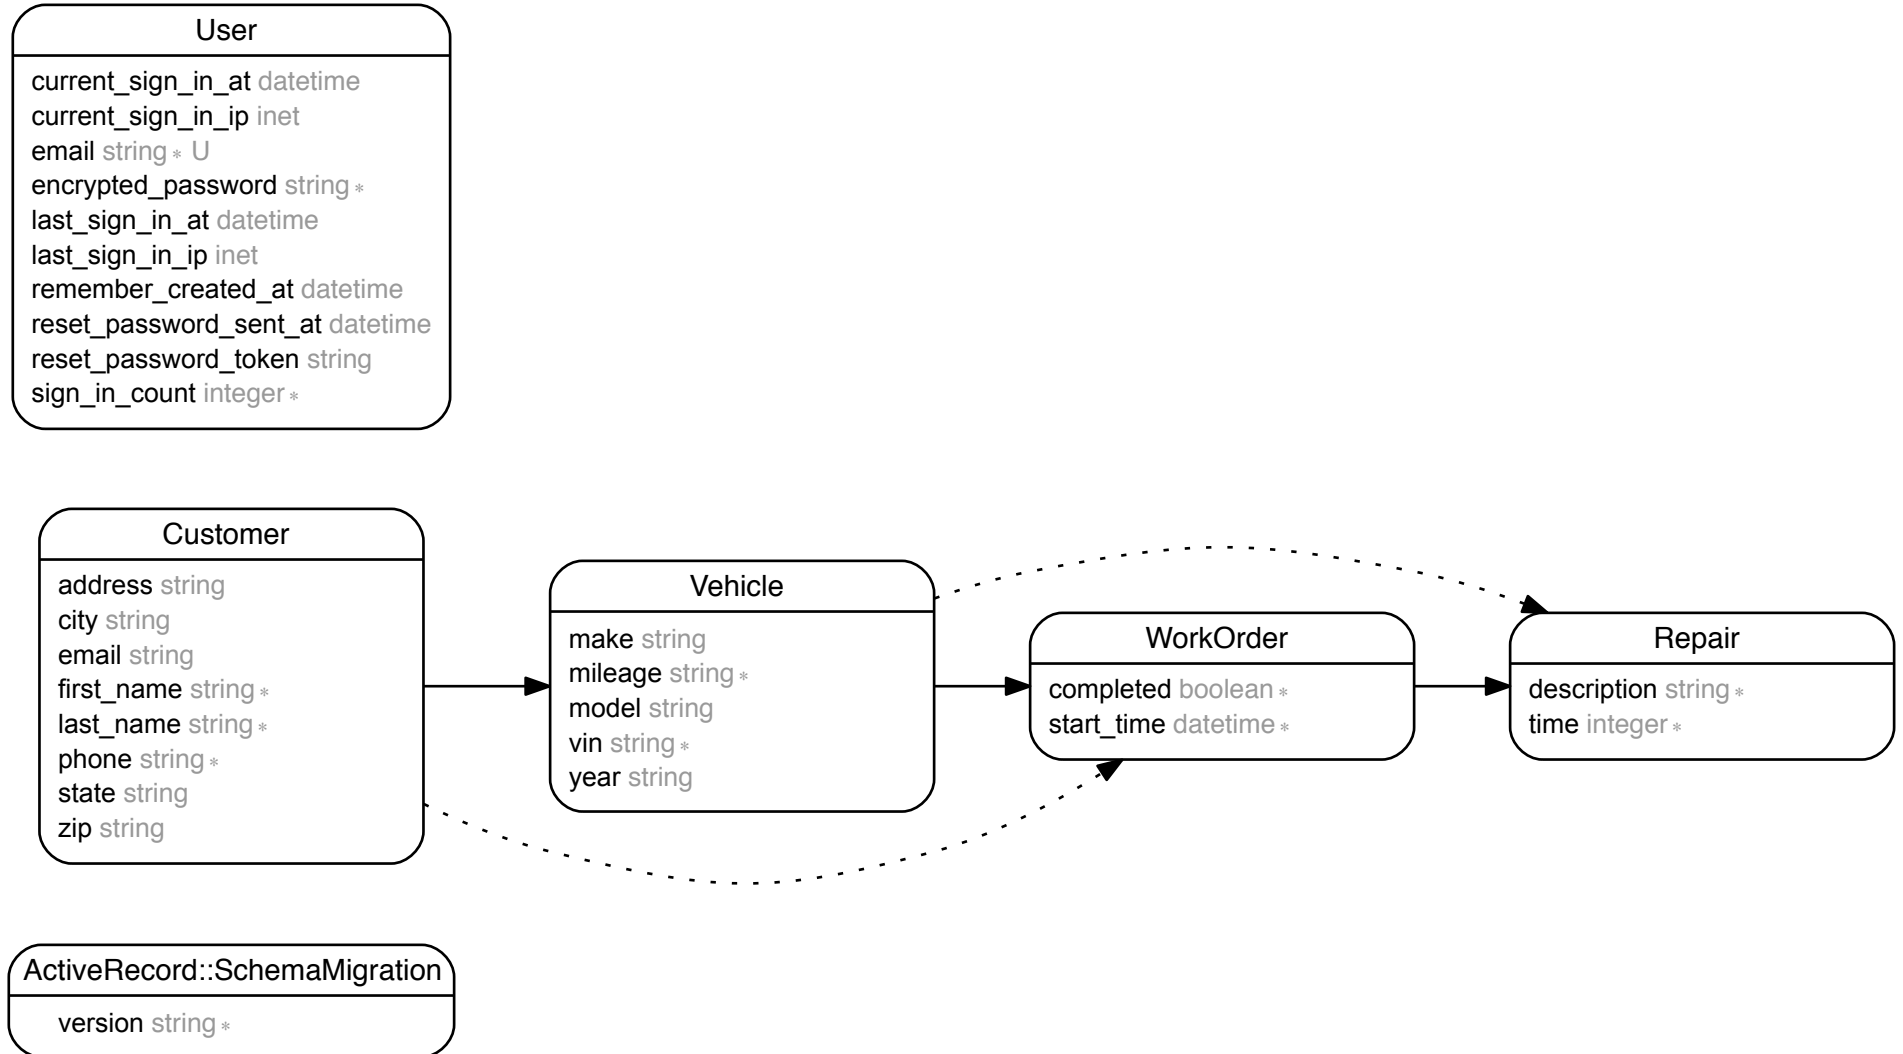 User
current_sign_in_at datetime
current_sign_in_ip inet
email string * U
encrypted_password string *
last_sign_in_at datetime
last_sign_in_ip inet
remember_created_at datetime
reset_password_sent_at datetime
reset_password_token string
sign_in_count integer *
Customer
address string
city string
email string
first_name string *
last_name string *
phone string *
state string
zip string
Vehicle
make string
mileage string *
model string
vin string *
year string
WorkOrder
completed boolean *
start_time datetime *
Repair
description string *
time integer *
ActiveRecord::SchemaMigration
version string *